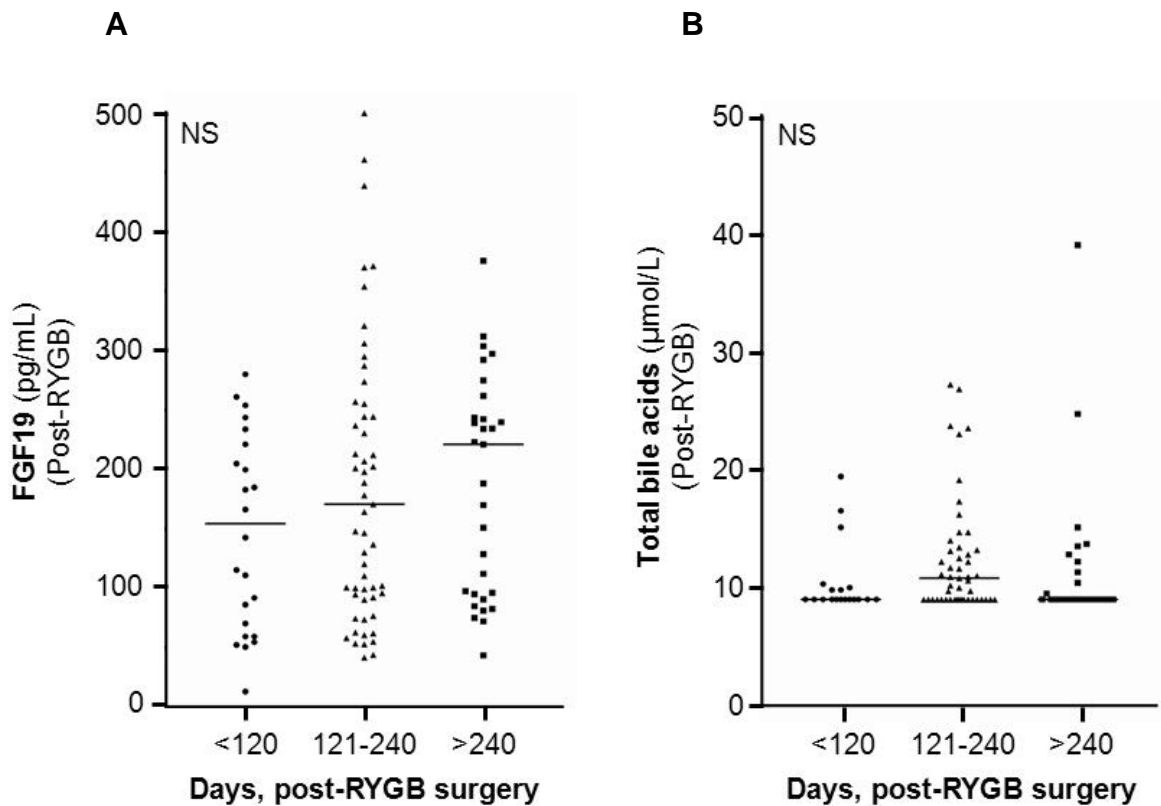 A
B
500
400
300
200
100
0
NS
FGF19 (pg/mL)
(Post-RYGB)
<120
121-240
>240
Days, post-RYGB surgery
50
40
30
20
10
0
NS
Total bile acids (μmol/L)
(Post-RYGB)
<120
121-240
>240
Days, post-RYGB surgery